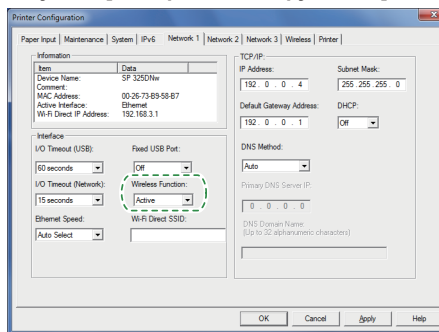 Printer Configuration
Paper Input Maintenance System IPv6 Network 1 Network 2 Network 3 Wireless Printer
Information
Item Data
Device Name: SP 325DNw
Comment:
MAC Address: 00-26-73-B9-58-B7
Active Interface: Ethernet
Wi-Fi Direct IP Address: 192.168.3.1
Interface
I/O Timeout (USB): Fixed USB Port:
60 seconds Off
I/O Timeout (Network): Wireless Function:
15 seconds Active
Ethernet Speed: Wi-Fi Direct SSID:
Auto Select
TCP/IP:
IP Address: Subnet Mask:
192 . 0 . 0 . 4 255 .255 .255 . 0
Default Gateway Address: DHCP:
192 . 0 . 0 . 1 Off
DNS Method:
Auto
Primary DNS Server IP:
0 . 0 . 0 . 0
DNS Domain Name:
(Up to 32 alphanumeric characters)
OK Cancel Apply Help